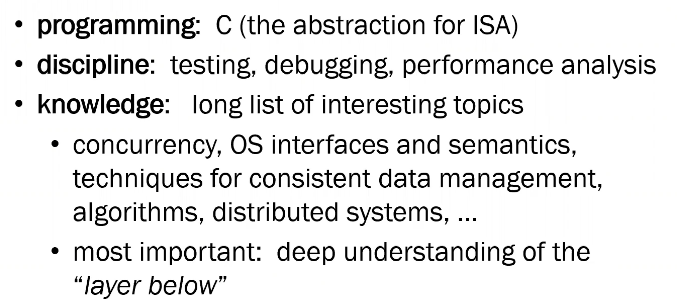 • programming: C (the abstraction for ISA)
• discipline: testing, debugging, performance analysis
• knowledge: long list of interesting topics
• concurrency, OS interfaces and semantics,
techniques for consistent data management,
algorithms, distributed systems, ...
• most important: deep understanding of the
“layer below”